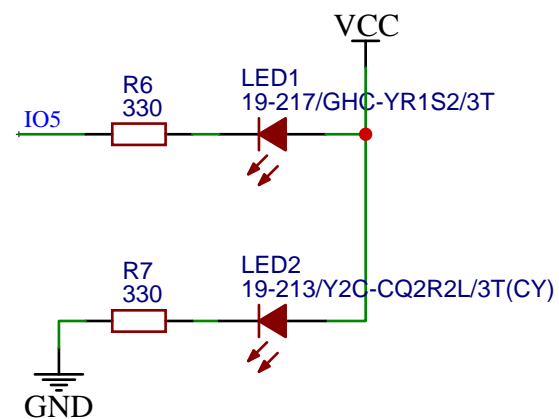 VCC
LED1
19-217/GHC-YR1S2/3T
R6
330
IO5
LED2
19-213/Y2C-CQ2R2L/3T(CY)
R7
330
GND